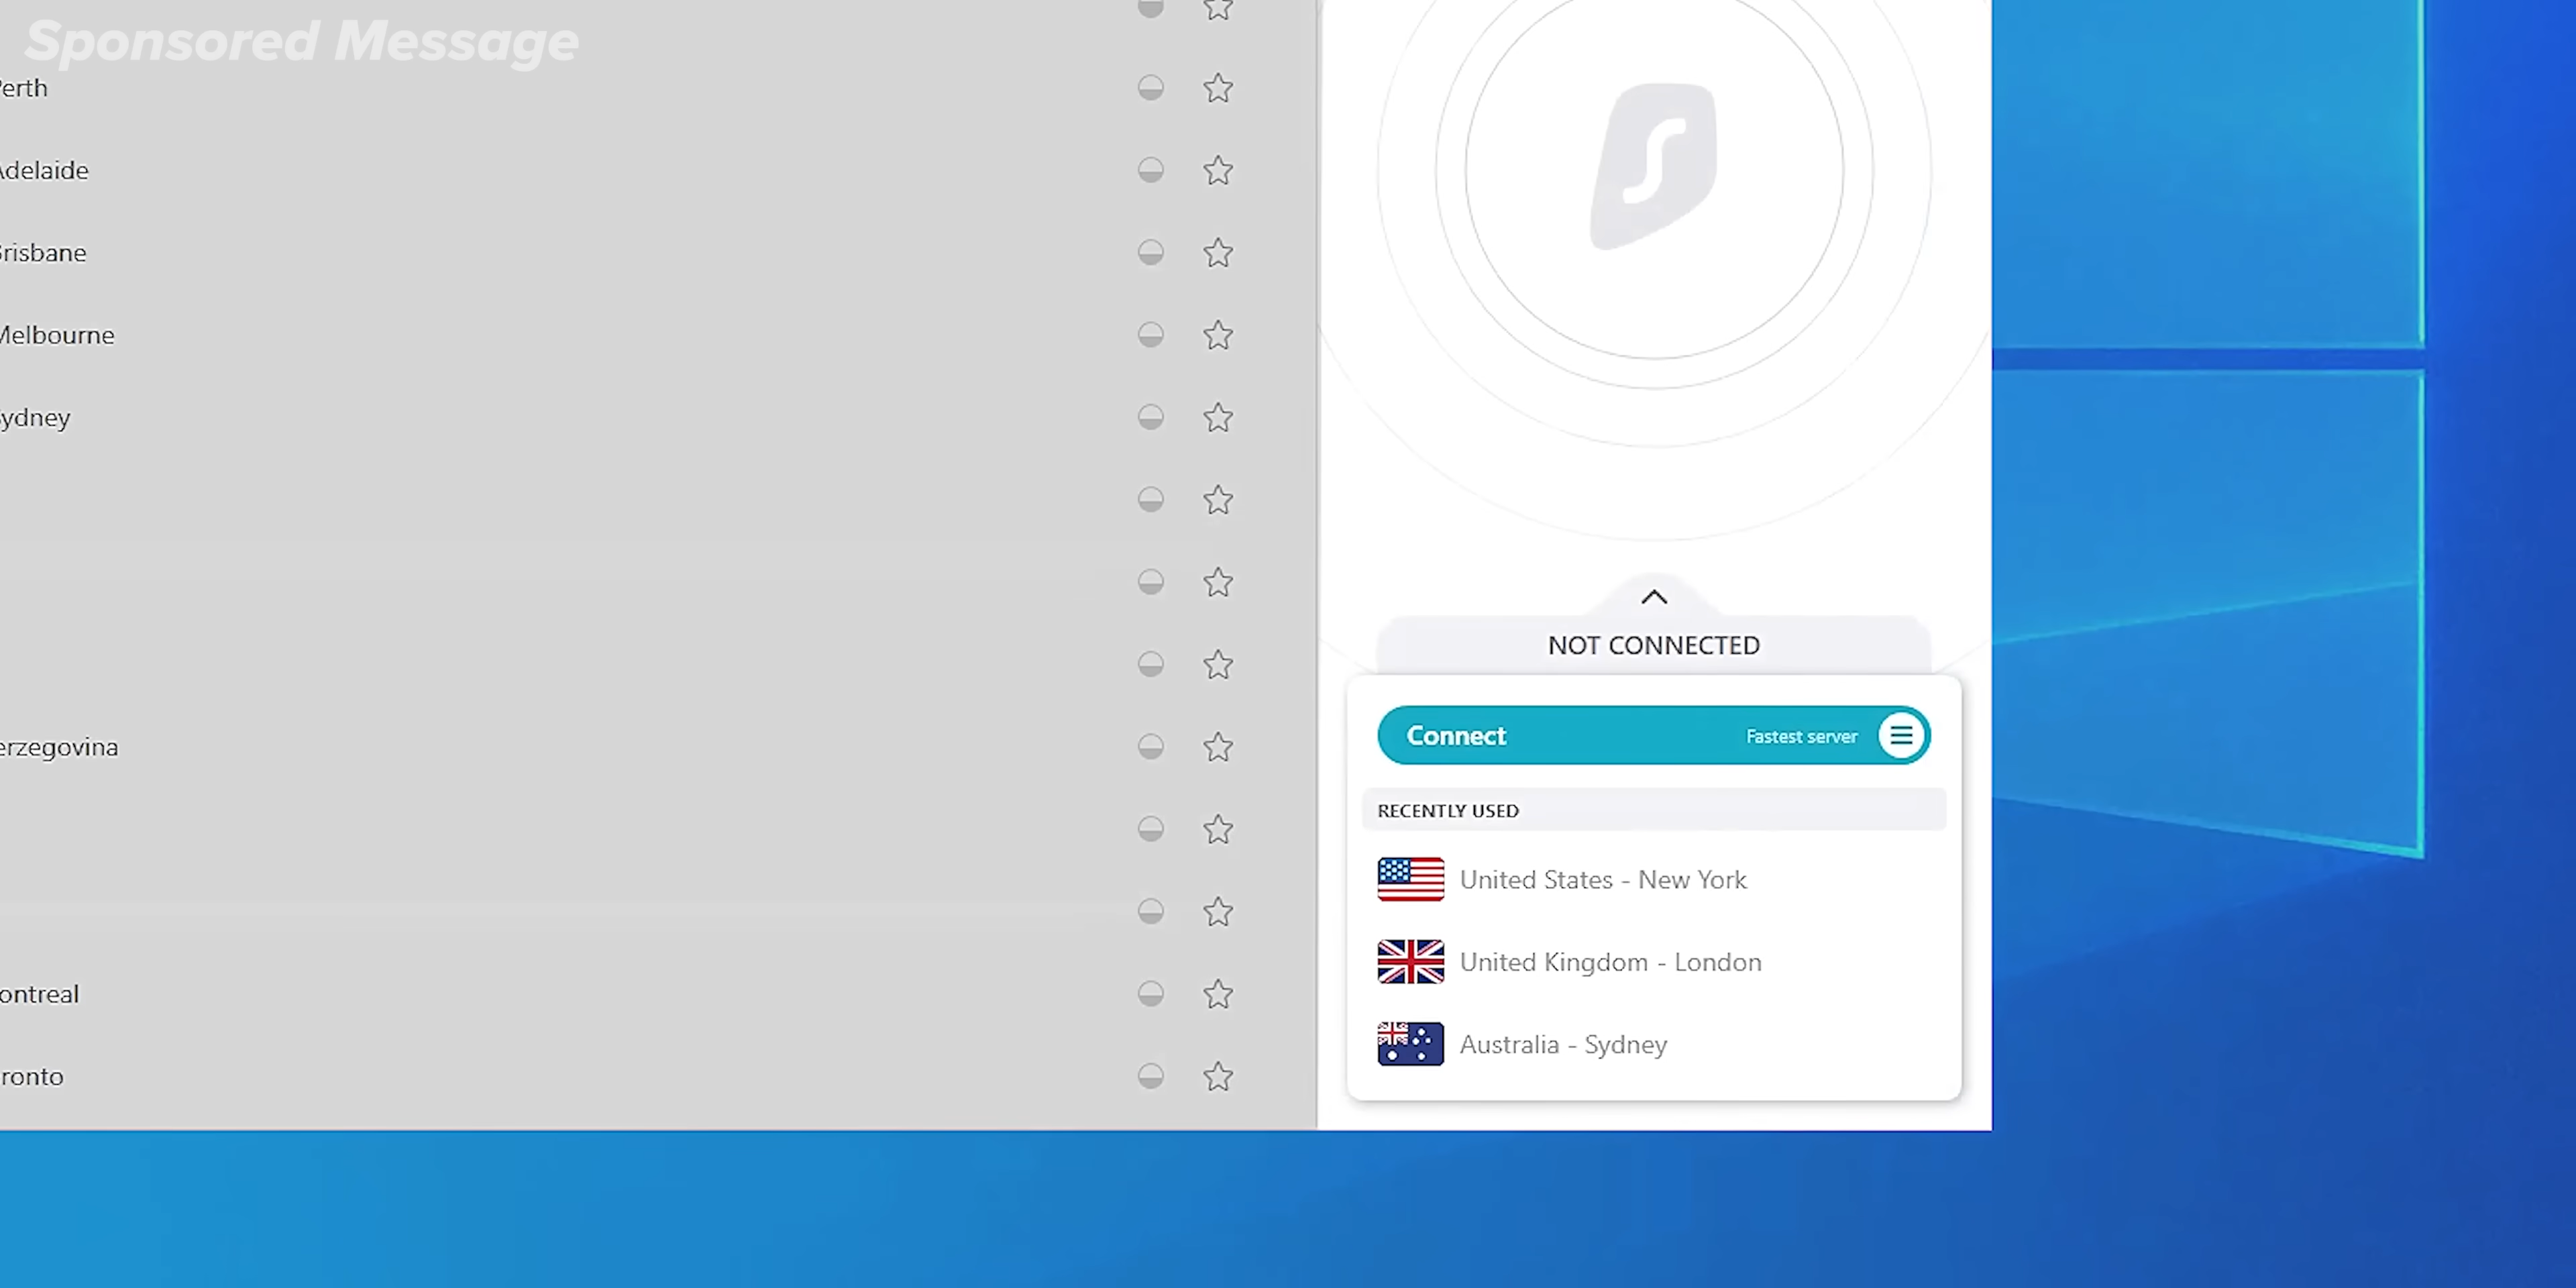 Sponsored Message
erth
Adelaide
risbane
Melbourne
ydney
erzegovina
ontreal
ronto
NOT CONNECTED
Connect
Fastest server
RECENTLY USED
United States - New York
United Kingdom - London
Australia - Sydney